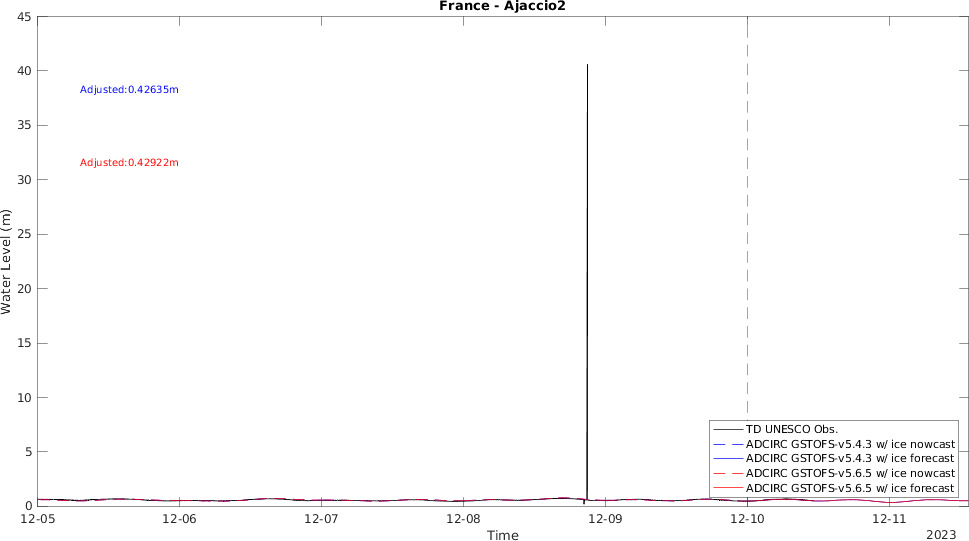 France - Ajaccio2
45
40
35
30
25
20
15
10
5
0
Water Level (m)
Adjusted:0.42635m
Adjusted:0.42922m
TD UNESCO Obs.
ADCIRC GSTOFS-v5.4.3 w/ ice nowcast
ADCIRC GSTOFS-v5.4.3 w/ ice forecast
ADCIRC GSTOFS-v5.6.5 w/ ice nowcast
ADCIRC GSTOFS-v5.6.5 w/ ice forecast
12-05 12-06 12-07 12-08 12-09 12-10 12-11
Time
2023